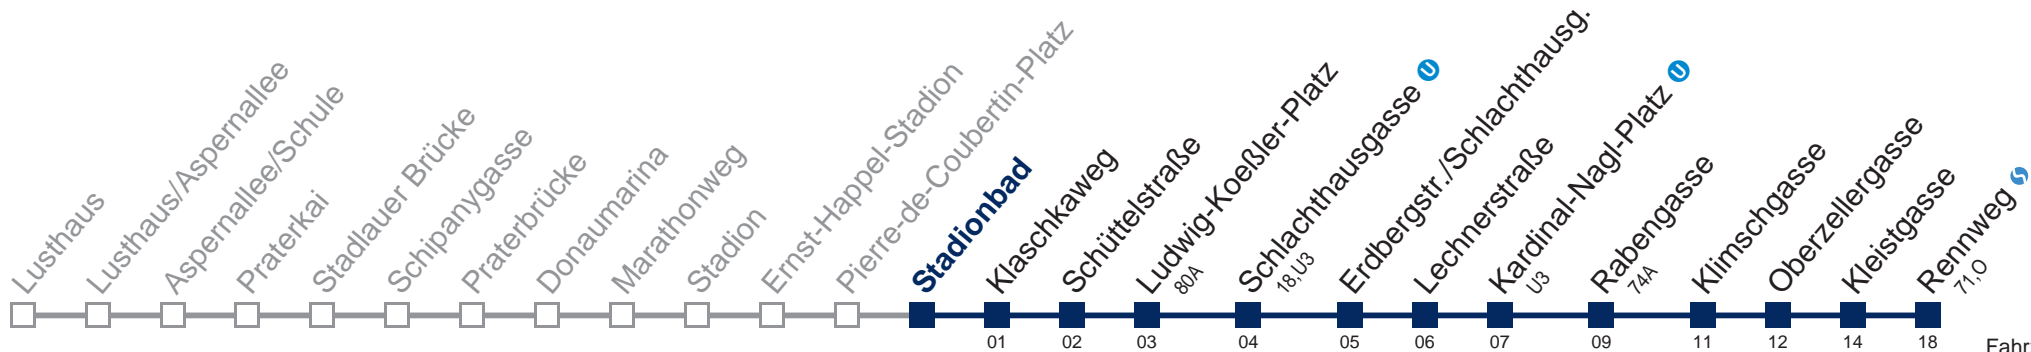 Lusthaus
Lusthaus/Aspernallee
Aspernallee/Schule
Praterkai
Stadlauer Brücke
Schipanygasse
Praterbrücke
Donaumarina
Marathonweg
Stadion
Ernst-Happel-Stadion
Pierre-de-Coubertin-Platz
Stadionbad
Klaschkaweg
Schüttelstraße
Ludwig-Koeßler-Platz
80A
Schlachthausgasse U
18,U3
Erdbergstr./Schlachthausg.
Lechnerstraße
Kardinal-Nagl-Platz U
U3
Rabengasse
74A
Klimschgasse
Oberzellergasse
Kleistgasse
Rennweg S
71,O
01 02 03 04 05 06 07 09 11 12 14 18 Fahr